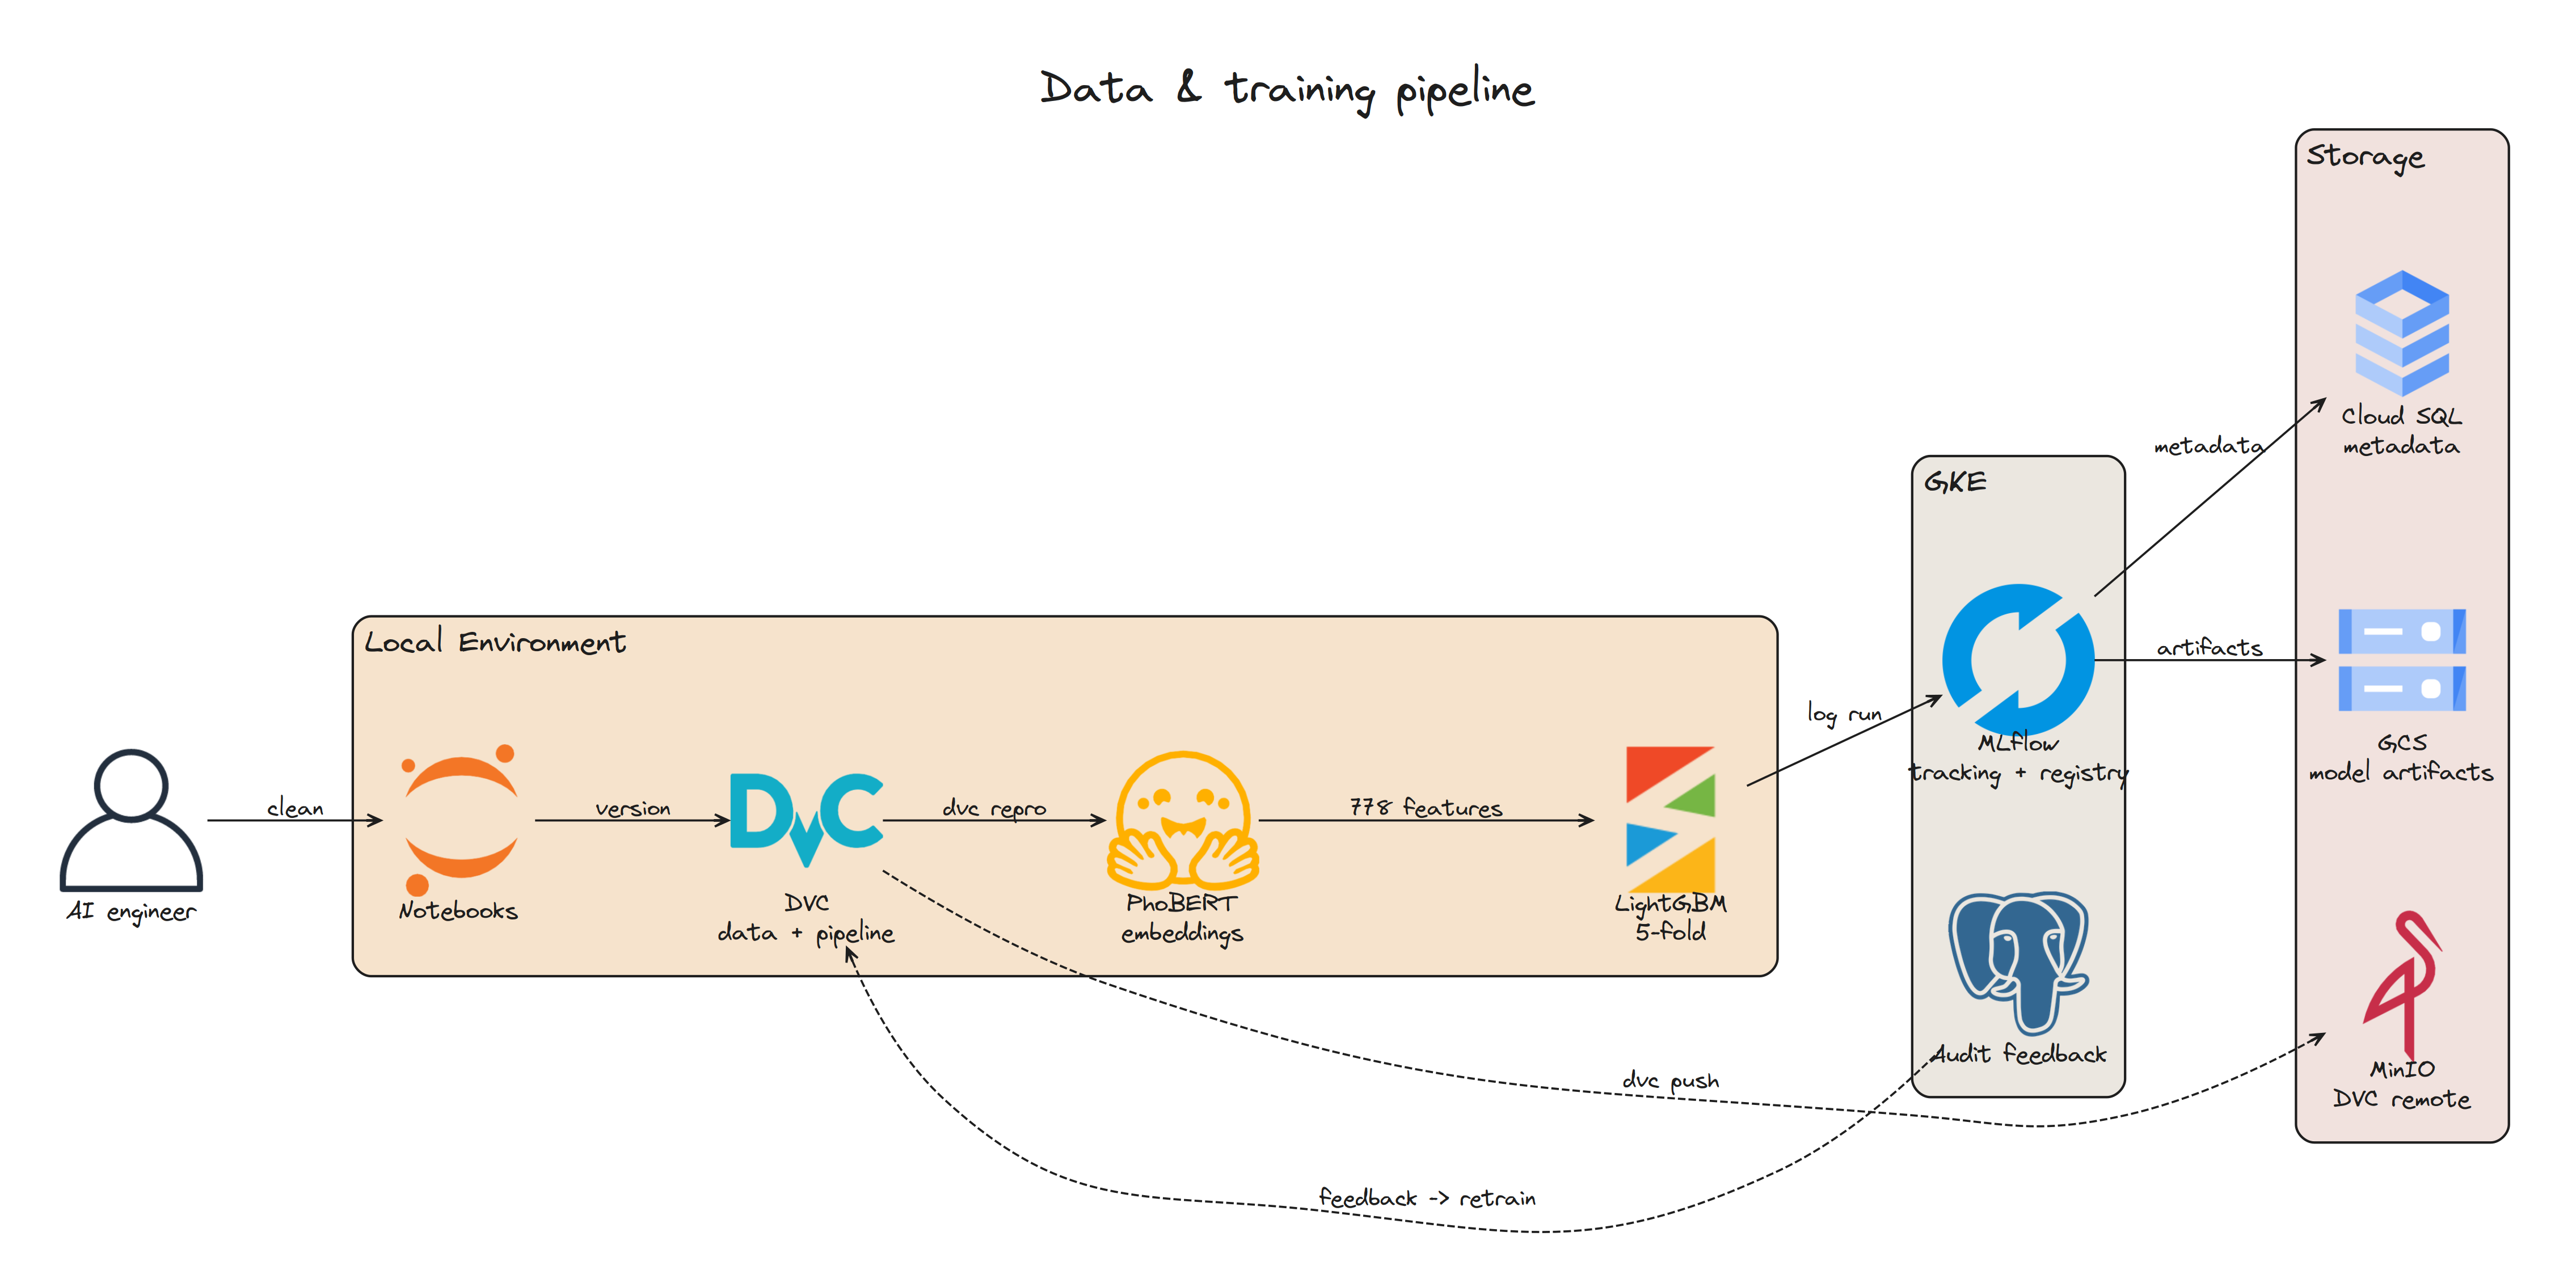 Data & training pipeline
Storage
Cloud SQL
metadata
metadata
GKE
Local Environment
artifacts
log run
MLflow
tracking + registry
GCS
model artifacts
clean
version
DVC
dvc repro
778 features
AI engineer
Notebooks
DVC
data + pipeline
PhoBERT
embeddings
LightGBM
5-fold
Audit feedback
dvc push
MinIO
DVC remote
feedback -> retrain